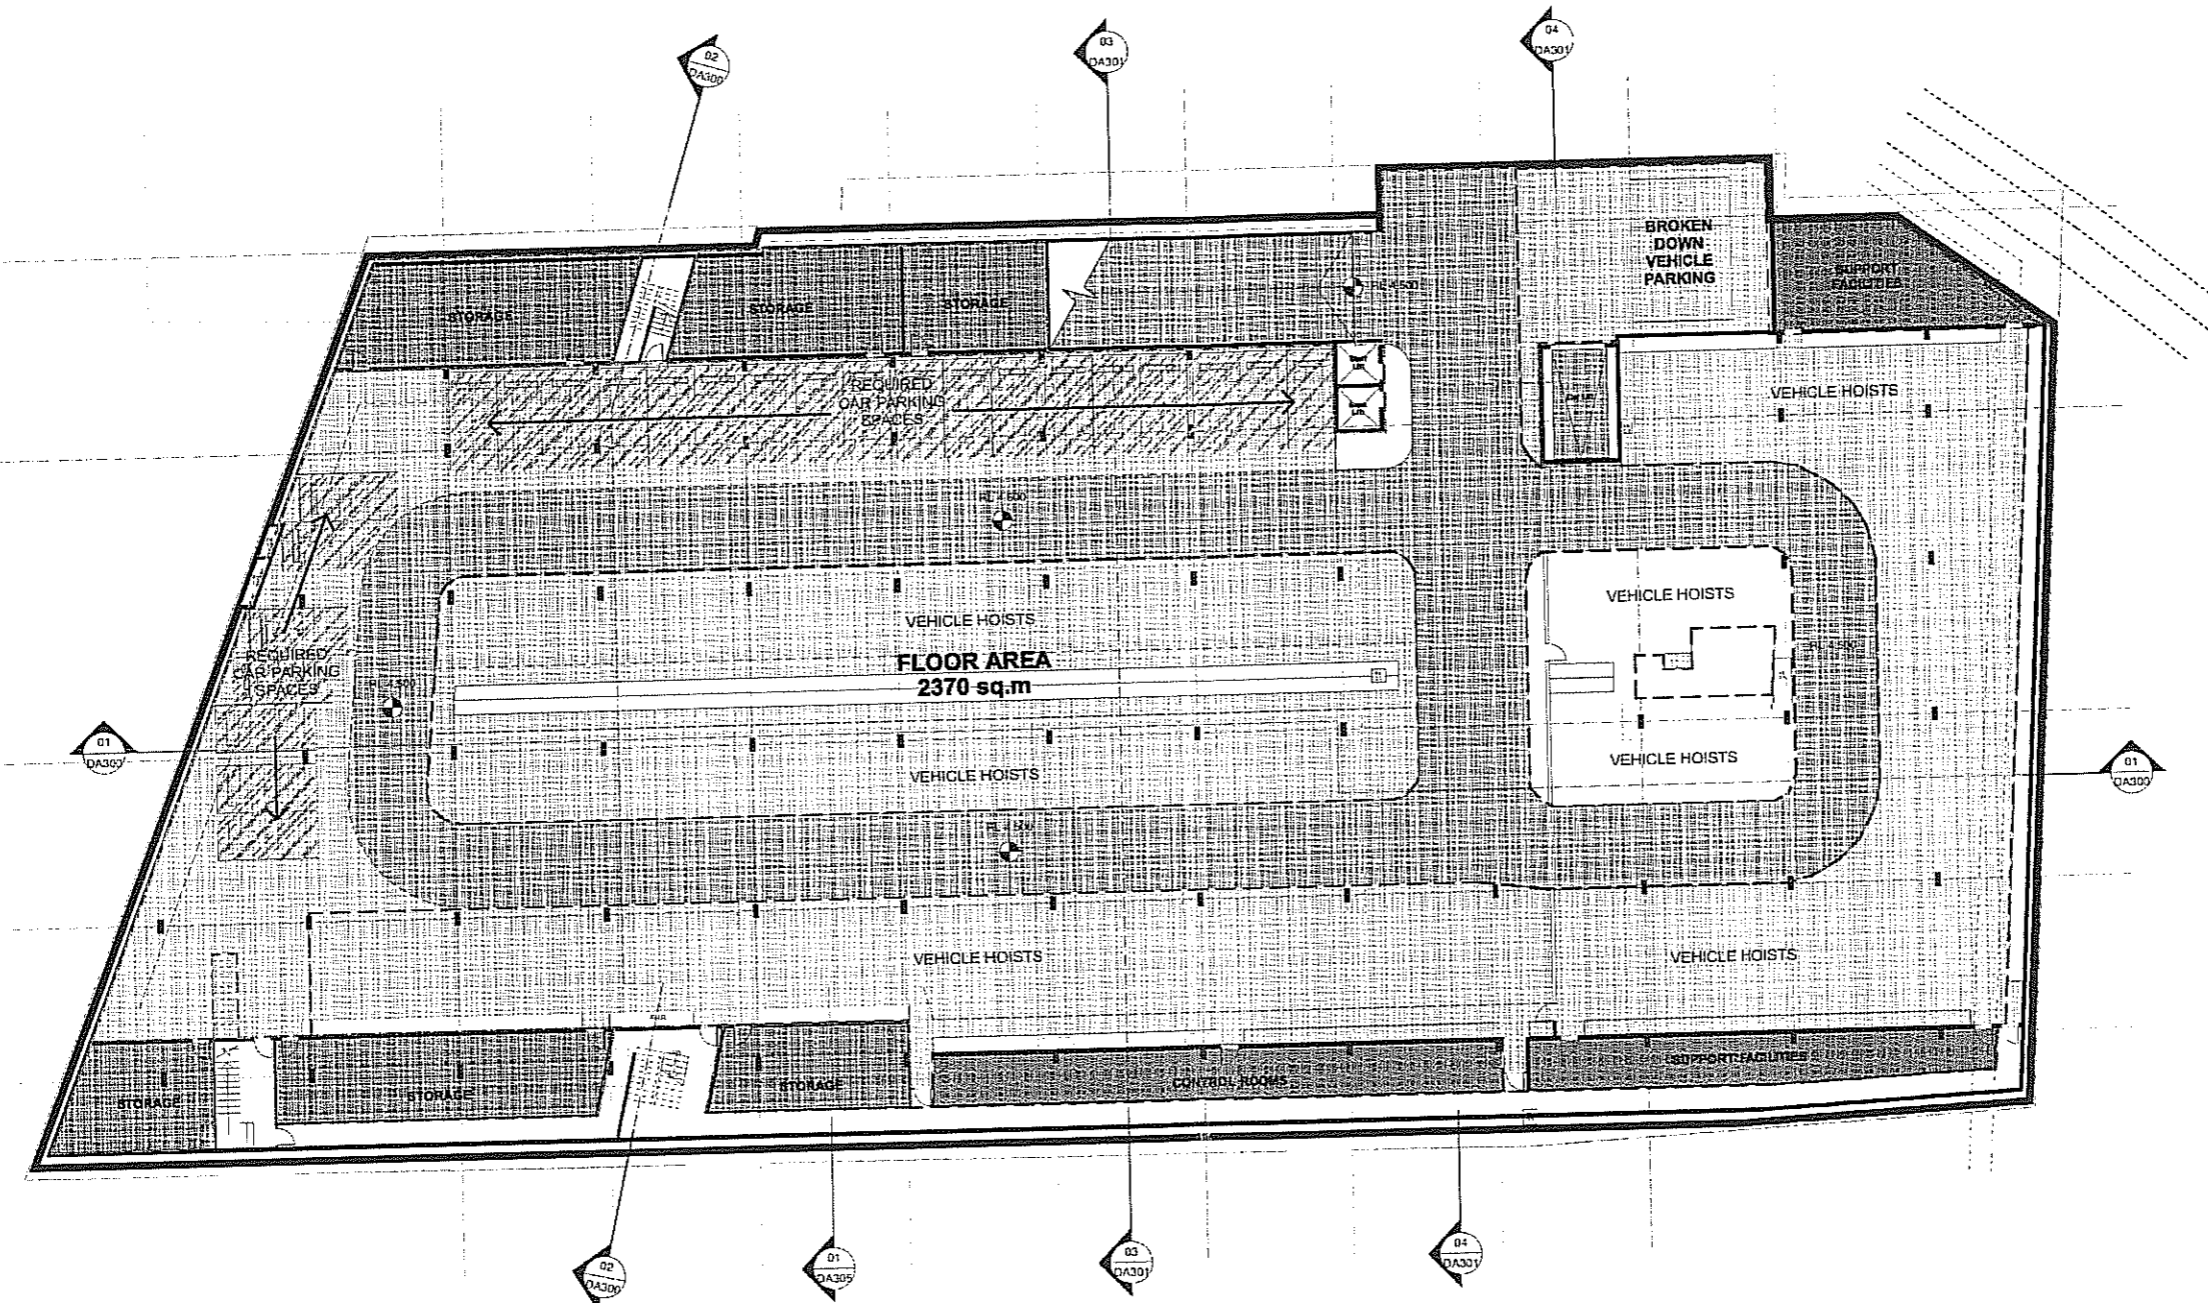 02
DA300
03
DA301
04
DA301
BROKEN
DOWN
VEHICLE
PARKING
SUPPORT
FACILITIES
STORAGE
STORAGE
STORAGE
REQUIRED
CAR PARKING
SPACES
VEHICLE HOISTS
VEHICLE HOISTS
VEHICLE HOISTS
FLOOR AREA
2370 sq.m
REQUIRED
CAR PARKING
SPACES
01
DA300
VEHICLE HOISTS
VEHICLE HOISTS
01
DA300
VEHICLE HOISTS
VEHICLE HOISTS
STORAGE
STORAGE
STORAGE
CONTROL ROOMS
SUPPORT FACILITIES
02
DA300
01
DA305
03
DA301
04
DA301